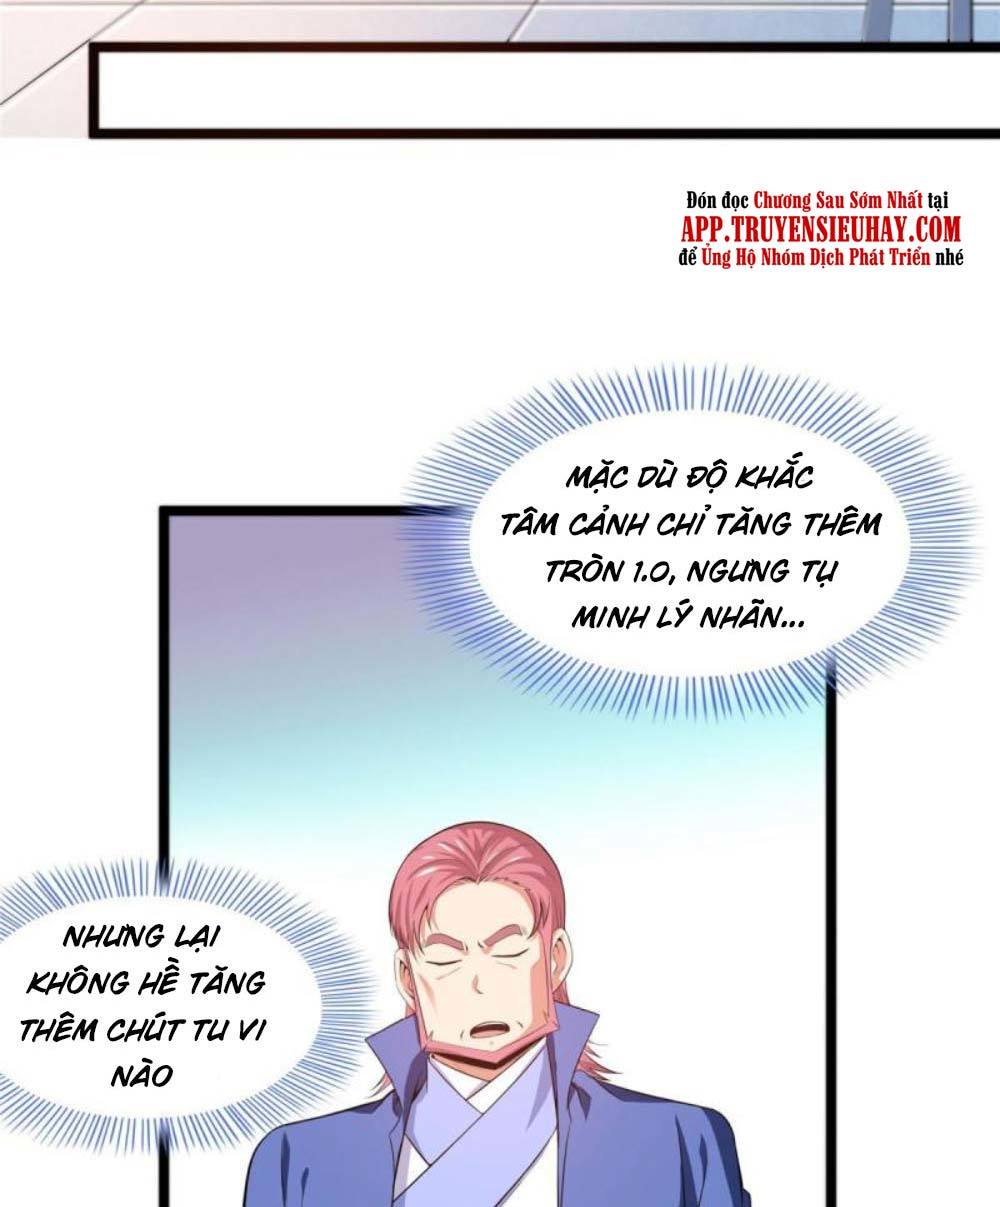 Đón đọc Chương Sau Sớm Nhất tại
APP.TRUYENSIEUHAY.COM
để Ủng Hộ Nhóm Dịch Phát Triển nhé
MẶC DÙ ĐỘ KHẮC
TÂM CẢNH CHỈ TĂNG THÊM
TRÒN 1.0, NGƯNG TỤ
MINH LÝ NHÃN...
NHƯNG LẠI
KHÔNG HỀ TĂNG
THÊM CHÚT TU VI
NÀO